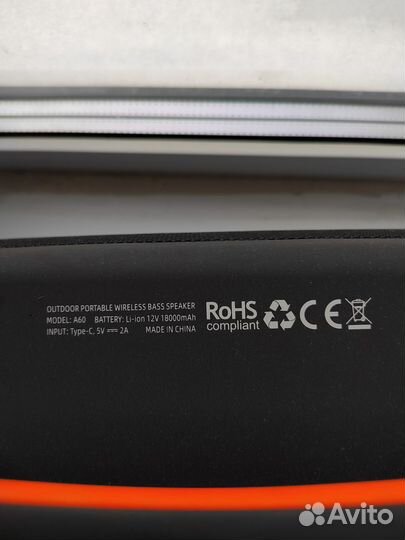 OUTDOOR PORTABLE WIRELESS BASS SPEAKER
MODEL: A60 BATTERY: Li-ion 12V 18000mAh
INPUT: Type-C, 5V ⎓ 2A MADE IN CHINA
RoHS
compliant
CE
Avito